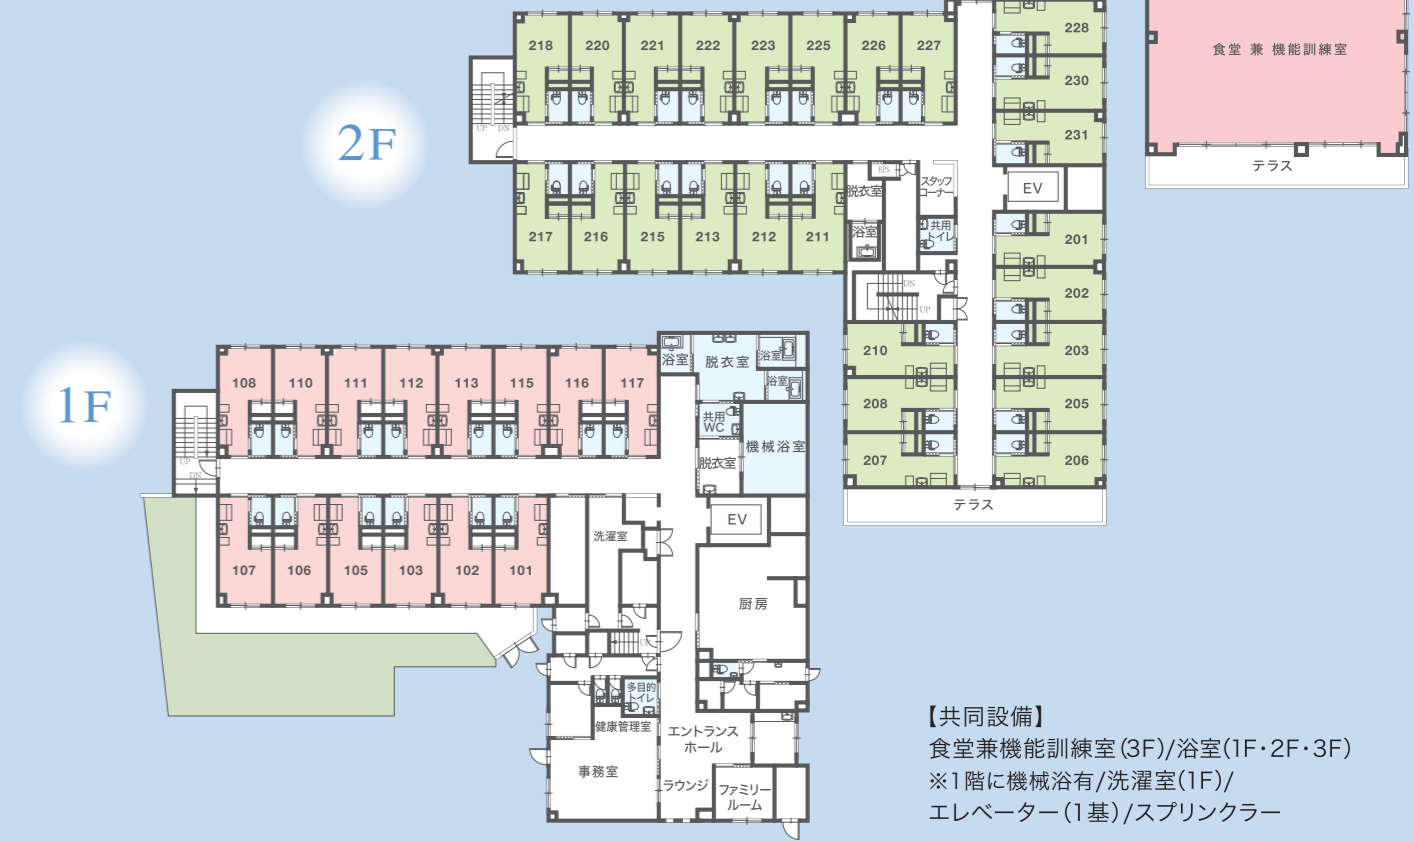 218 220 221 222 223 225 226 227
228
食堂 兼 機能訓練室
230
UP DN
2F
231
テラス
EPS
脱衣室
スタッフ
コーナー
EV
217 216 215 213 212 211
浴室
共用
トイレ
201
DN
UP
202
210
203
208
205
207
206
テラス
1F
108 110 111 112 113 115 116 117
浴室
脱衣室
浴室
浴室
共用
WC
機械浴室
脱衣室
UP
DN
EV
洗濯室
107 106 105 103 102 101
厨房
UP
多目的
トイレ
健康管理室
エントランス
ホール
事務室
ラウンジ
ファミリー
ルーム
【共同設備】
食堂兼機能訓練室(3F)/浴室(1F・2F・3F)
※1階に機械浴有/洗濯室(1F)/
エレベーター(1基)/スプリンクラー